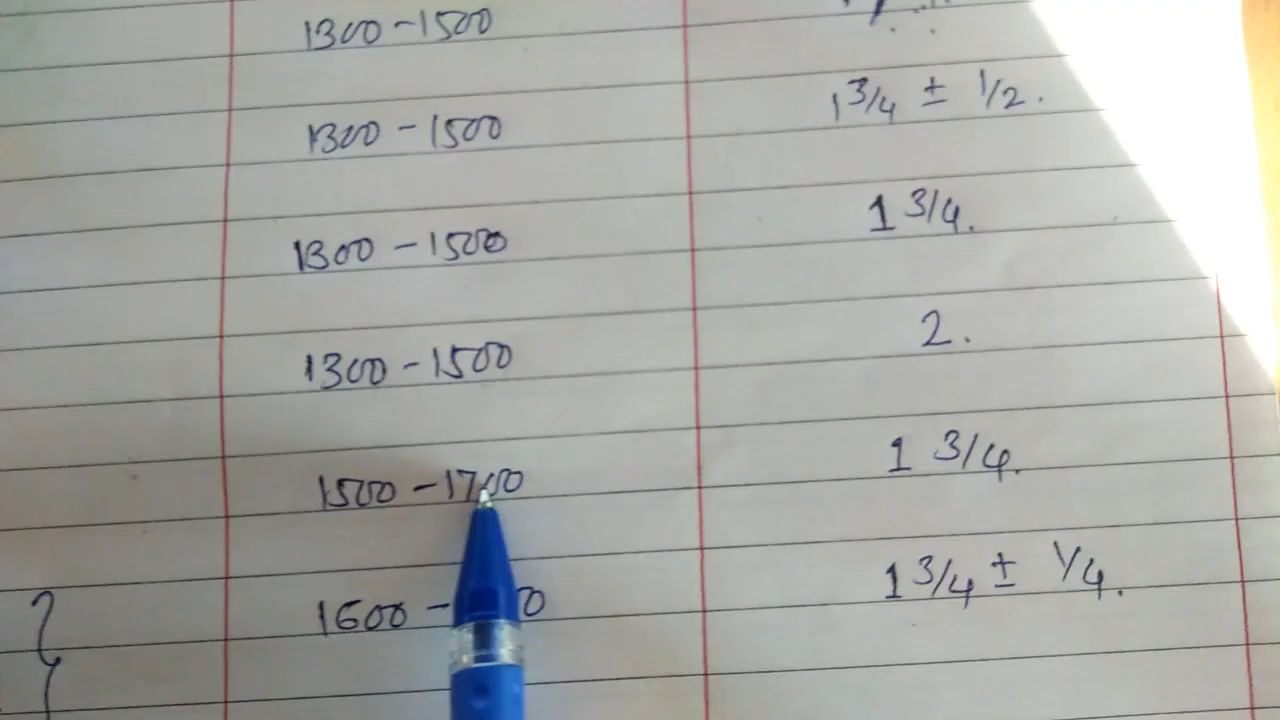 1300-1500
1300-1500 1 3/4 ± 1/2.
1300-1500 1 3/4.
1300-1500 2.
1500-1700 1 3/4.
1600- 1 3/4 ± 1/4.